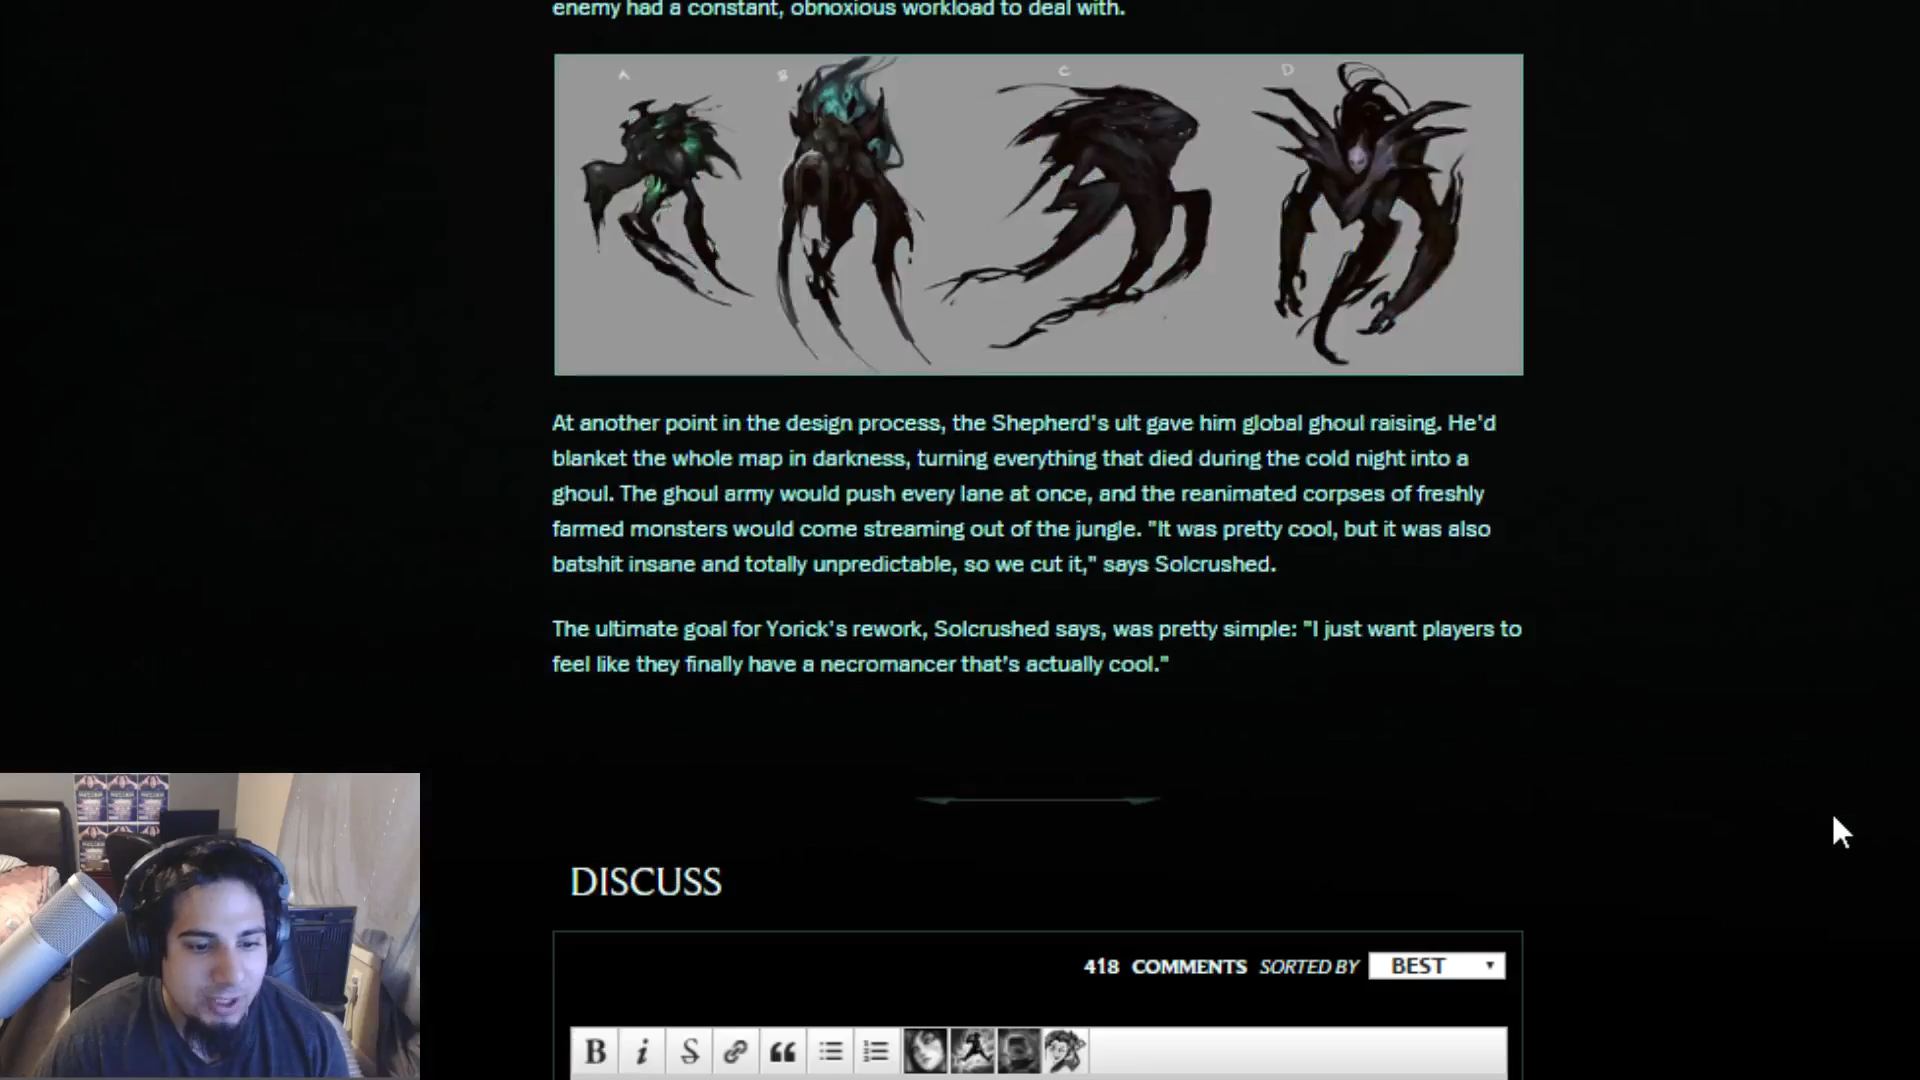 enemy had a constant, obnoxious workload to deal with.
A B C D
At another point in the design process, the Shepherd's ult gave him global ghoul raising. He'd
blanket the whole map in darkness, turning everything that died during the cold night into a
ghoul. The ghoul army would push every lane at once, and the reanimated corpses of freshly
farmed monsters would come streaming out of the jungle. "It was pretty cool, but it was also
batshit insane and totally unpredictable, so we cut it," says Solcrushed.
The ultimate goal for Yorick's rework, Solcrushed says, was pretty simple: "I just want players to
feel like they finally have a necromancer that's actually cool."
DISCUSS
418 COMMENTS SORTED BY BEST
B i S